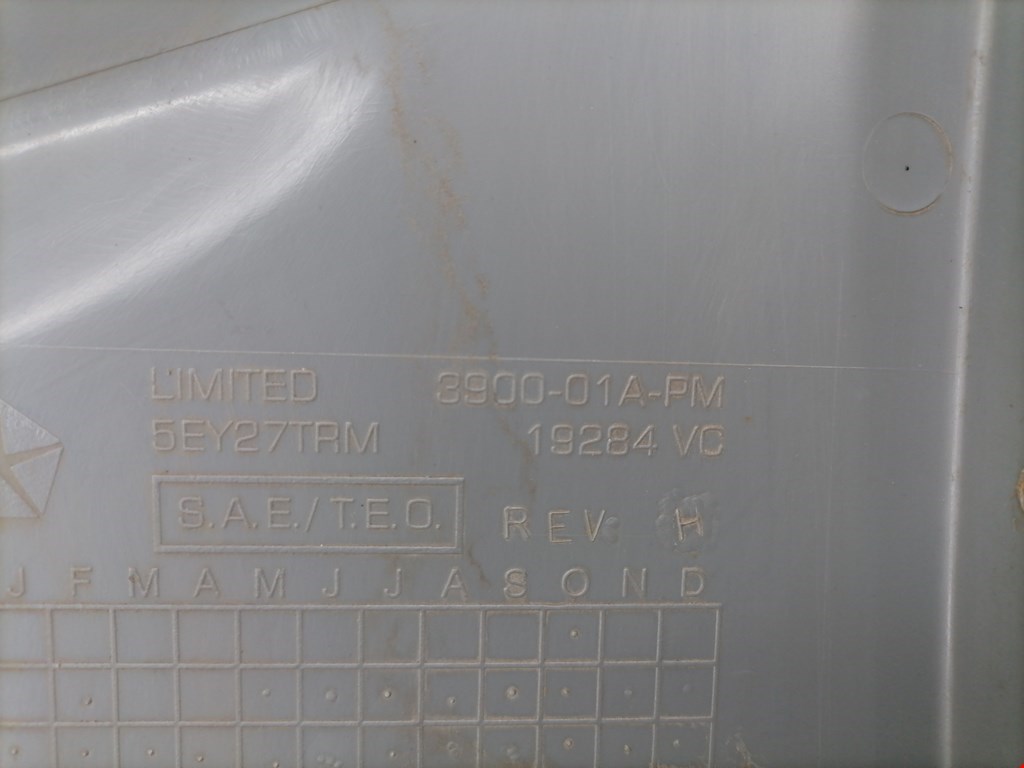 LIMITED 3900-01A-PM
5EY27TRM 19284 VC
S.A.E./T.E.O. REV H
J F M A M J J A S O N D